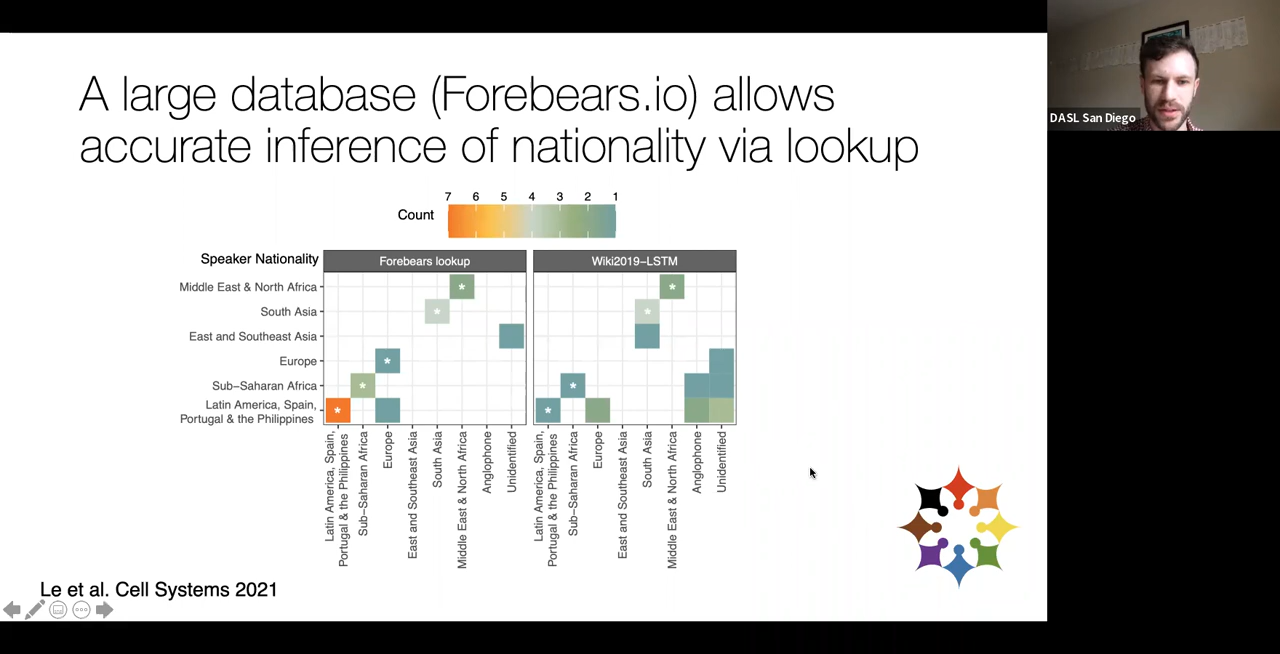 A large database (Forebears.io) allows
accurate inference of nationality via lookup
DASL San Diego
7 6 5 4 3 2 1
Count
Speaker Nationality
Forebears lookup
Wiki2019−LSTM
Middle East & North Africa
South Asia
East and Southeast Asia
Europe
Sub−Saharan Africa
Latin America, Spain,
Portugal & the Philippines
* * * * *
* * * *
Latin America, Spain,
Portugal & the Philippines
Sub−Saharan Africa
Europe
East and Southeast Asia
South Asia
Middle East & North Africa
Anglophone
Unidentified
Latin America, Spain,
Portugal & the Philippines
Sub−Saharan Africa
Europe
East and Southeast Asia
South Asia
Middle East & North Africa
Anglophone
Unidentified
Le et al. Cell Systems 2021